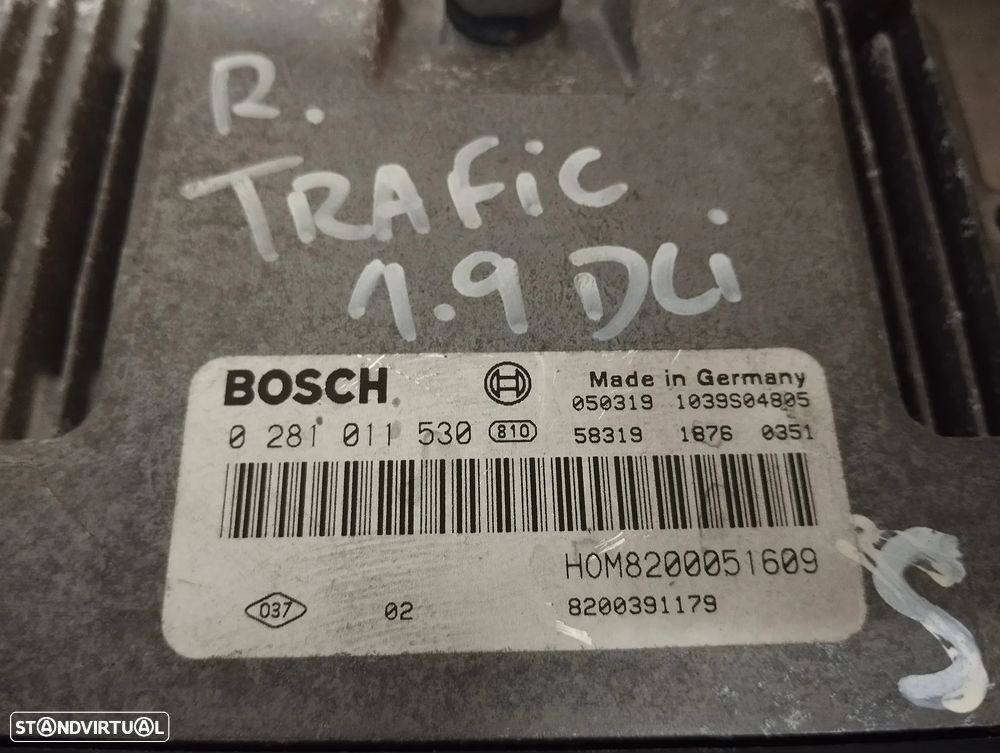 R.
TRAFiC
1.9 DCi
BOSCH
Made in Germany
050319 1039S04805
0 281 011 530 810
58319 1876 0351
HOM8200051609
037 02 8200391179
S
STANDVIRTUAL